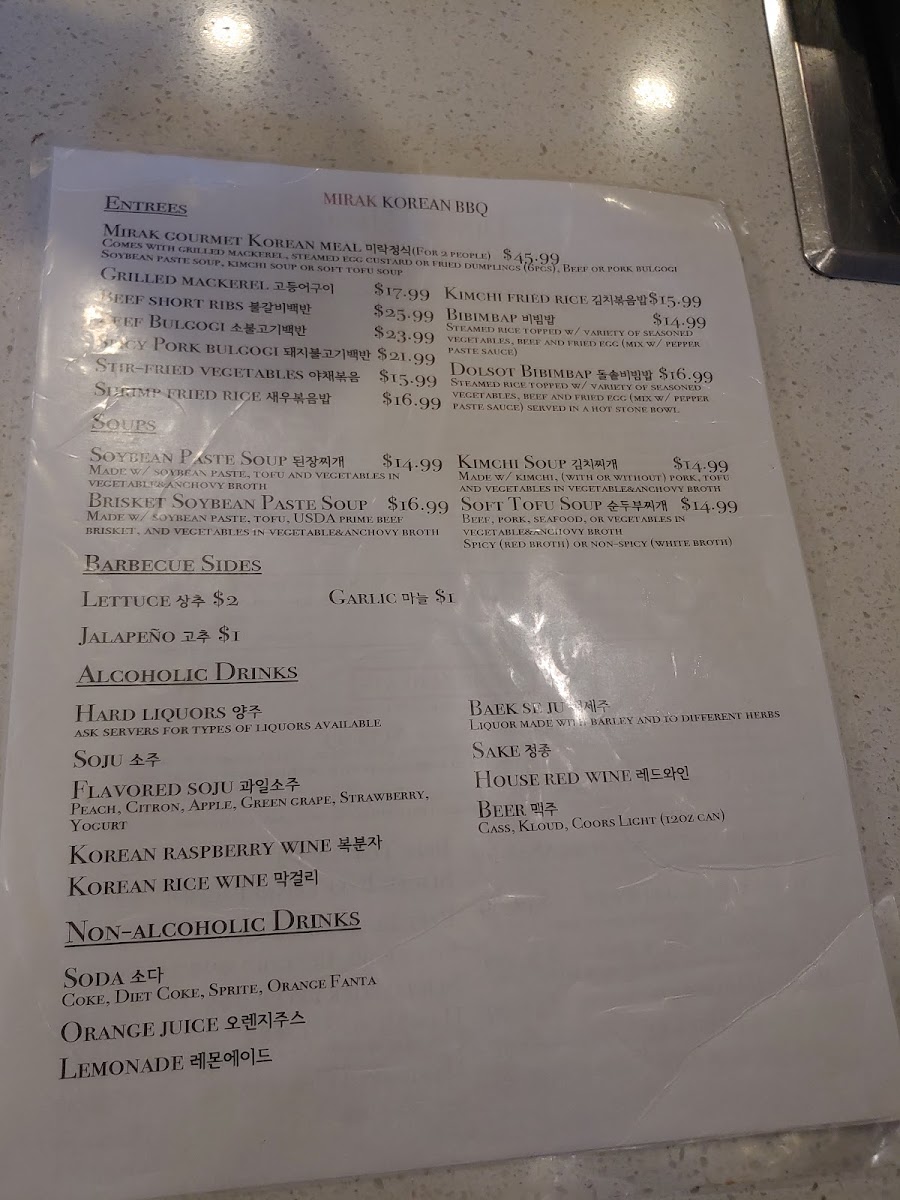 MIRAK KOREAN BBQ
ENTREES
MIRAK GOURMET KOREAN MEAL 미락정식(FOR 2 PEOPLE) $45.99
COMES WITH GRILLED MACKEREL, STEAMED EGG CUSTARD OR FRIED DUMPLINGS (6PCS), BEEF OR PORK BULGOGI
SOYBEAN PASTE SOUP, KIMCHI SOUP OR SOFT TOFU SOUP
GRILLED MACKEREL 고등어구이 $17.99
BEEF SHORT RIBS 불갈비백반 $25.99
BEEF BULGOGI 소불고기백반 $23.99
SPICY PORK BULGOGI 돼지불고기백반 $21.99
STIR-FRIED VEGETABLES 야채볶음 $15.99
SHRIMP FRIED RICE 새우볶음밥 $16.99
KIMCHI FRIED RICE 김치볶음밥 $15.99
BIBIMBAP 비빔밥 $14.99
STEAMED RICE TOPPED W/ VARIETY OF SEASONED
VEGETABLES, BEEF AND FRIED EGG (MIX W/ PEPPER
PASTE SAUCE)
DOLSOT BIBIMBAP 돌솥비빔밥 $16.99
STEAMED RICE TOPPED W/ VARIETY OF SEASONED
VEGETABLES, BEEF AND FRIED EGG (MIX W/ PEPPER
PASTE SAUCE) SERVED IN A HOT STONE BOWL
SOUPS
SOYBEAN PASTE SOUP 된장찌개 $14.99
MADE W/ SOYBEAN PASTE, TOFU AND VEGETABLES IN
VEGETABLE&ANCHOVY BROTH
BRISKET SOYBEAN PASTE SOUP $16.99
MADE W/ SOYBEAN PASTE, TOFU, USDA PRIME BEEF
BRISKET, AND VEGETABLES IN VEGETABLE&ANCHOVY BROTH
KIMCHI SOUP 김치찌개 $14.99
MADE W/ KIMCHI, (WITH OR WITHOUT) PORK, TOFU
AND VEGETABLES IN VEGETABLE&ANCHOVY BROTH
SOFT TOFU SOUP 순두부찌개 $14.99
BEEF, PORK, SEAFOOD, OR VEGETABLES IN
VEGETABLE&ANCHOVY BROTH
SPICY (RED BROTH) OR NON-SPICY (WHITE BROTH)
BARBECUE SIDES
LETTUCE 상추 $2
GARLIC 마늘 $1
JALAPEÑO 고추 $1
ALCOHOLIC DRINKS
HARD LIQUORS 양주
ASK SERVERS FOR TYPES OF LIQUORS AVAILABLE
SOJU 소주
FLAVORED SOJU 과일소주
PEACH, CITRON, APPLE, GREEN GRAPE, STRAWBERRY,
YOGURT
KOREAN RASPBERRY WINE 복분자
KOREAN RICE WINE 막걸리
BAEK SE JU 백세주
LIQUOR MADE WITH BARLEY AND 10 DIFFERENT HERBS
SAKE 정종
HOUSE RED WINE 레드와인
BEER 맥주
CASS, KLOUD, COORS LIGHT (12OZ CAN)
NON-ALCOHOLIC DRINKS
SODA 소다
COKE, DIET COKE, SPRITE, ORANGE FANTA
ORANGE JUICE 오렌지주스
LEMONADE 레몬에이드